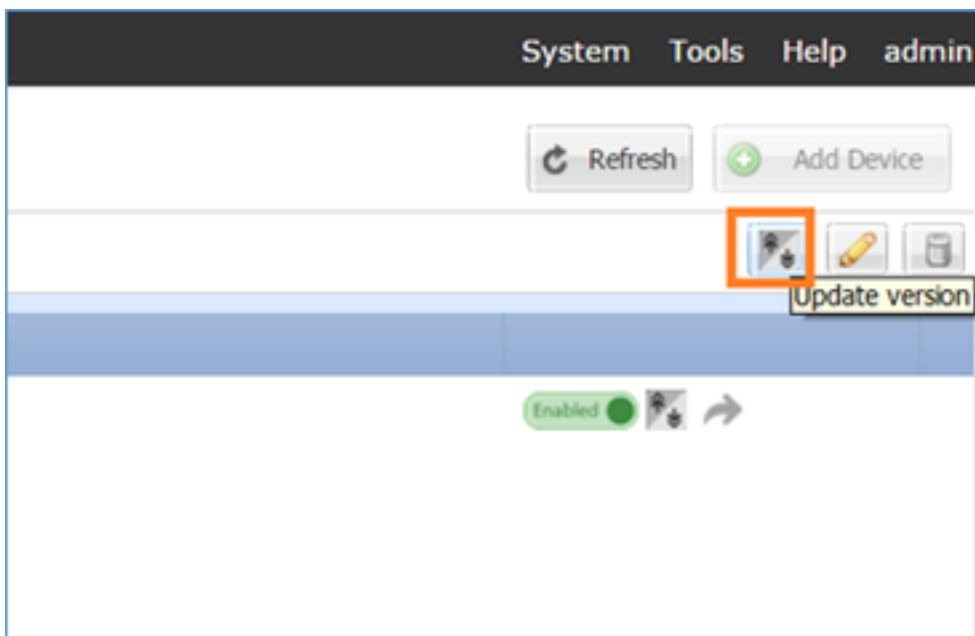 System Tools Help admin
Refresh Add Device
Update version
Enabled